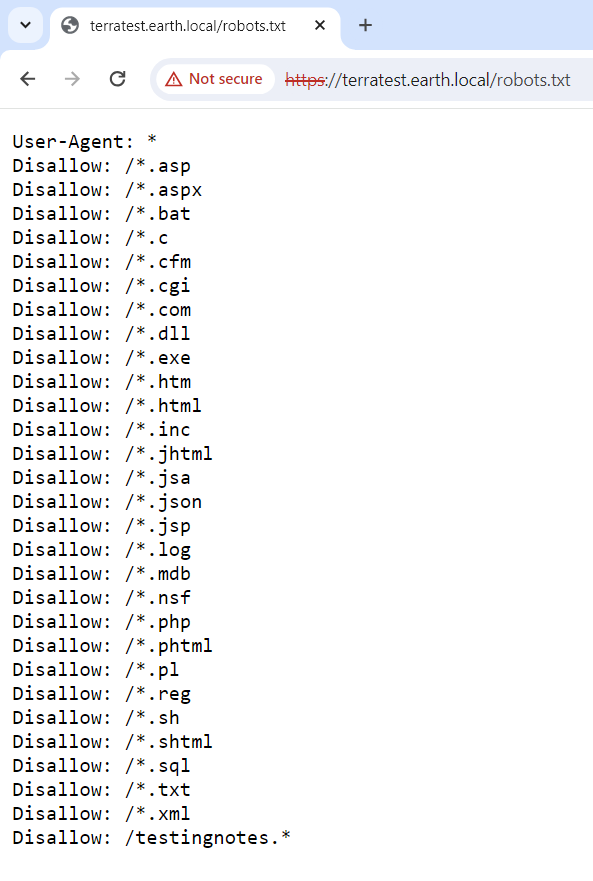 terratest.earth.local/robots.txt
Not secure https://terratest.earth.local/robots.txt
User-Agent: *
Disallow: /*.asp
Disallow: /*.aspx
Disallow: /*.bat
Disallow: /*.c
Disallow: /*.cfm
Disallow: /*.cgi
Disallow: /*.com
Disallow: /*.dll
Disallow: /*.exe
Disallow: /*.htm
Disallow: /*.html
Disallow: /*.inc
Disallow: /*.jhtml
Disallow: /*.jsa
Disallow: /*.json
Disallow: /*.jsp
Disallow: /*.log
Disallow: /*.mdb
Disallow: /*.nsf
Disallow: /*.php
Disallow: /*.phtml
Disallow: /*.pl
Disallow: /*.reg
Disallow: /*.sh
Disallow: /*.shtml
Disallow: /*.sql
Disallow: /*.txt
Disallow: /*.xml
Disallow: /testingnotes.*